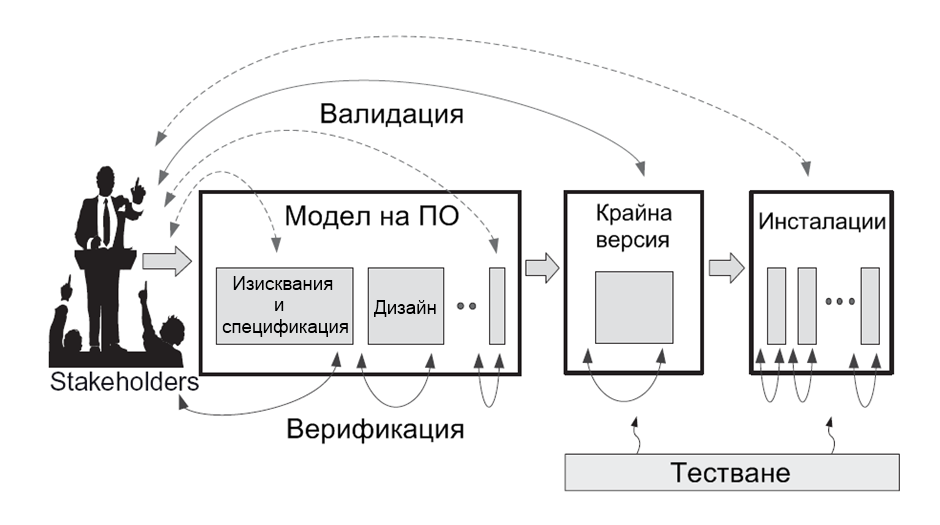 Валидация
Модел на ПО
Изисквания
и
спецификация
Дизайн
Крайна
версия
Инсталации
Stakeholders
Верификация
Тестване